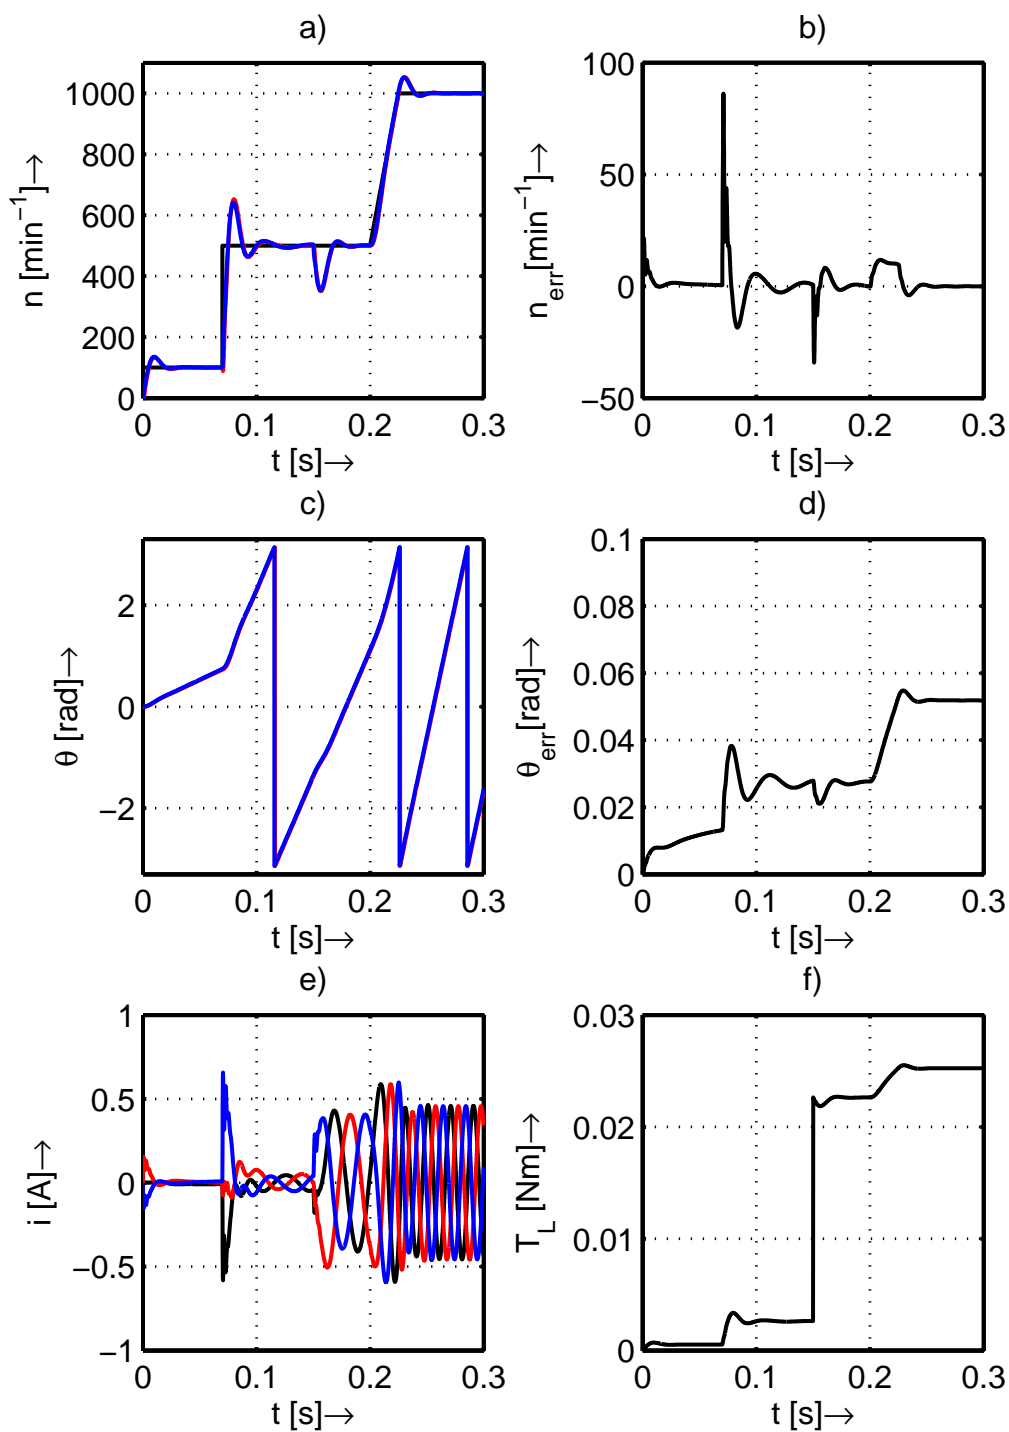 a)
n [min⁻¹]→
1000
800
600
400
200
0
0 0.1 0.2 0.3
t [s]→
b)
n_err[min⁻¹]→
100
50
0
−50
0 0.1 0.2 0.3
t [s]→
c)
θ [rad]→
2
0
−2
0 0.1 0.2 0.3
t [s]→
d)
θ_err[rad]→
0.1
0.08
0.06
0.04
0.02
0
0 0.1 0.2 0.3
t [s]→
e)
i [A]→
1
0.5
0
−0.5
−1
0 0.1 0.2 0.3
t [s]→
f)
T_L [Nm]→
0.03
0.02
0.01
0
0 0.1 0.2 0.3
t [s]→